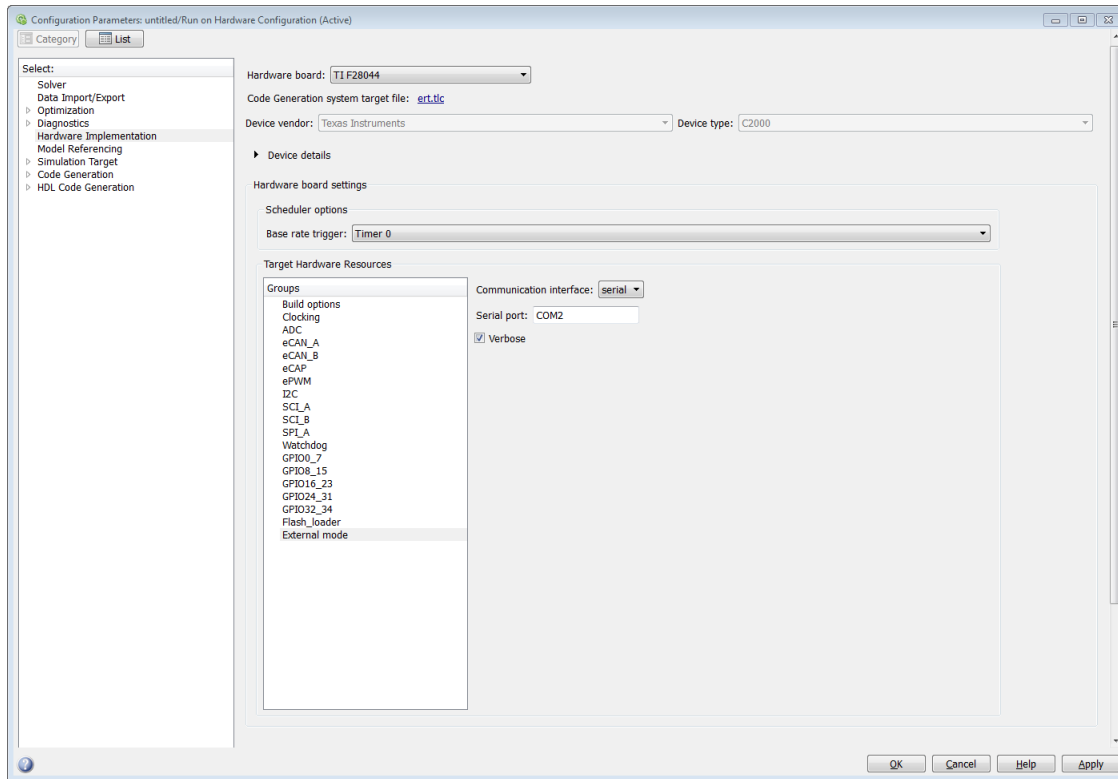 Configuration Parameters: untitled/Run on Hardware Configuration (Active)
Category
List
Select:
Solver
Data Import/Export
Optimization
Diagnostics
Hardware Implementation
Model Referencing
Simulation Target
Code Generation
HDL Code Generation
Hardware board: TI F28044
Code Generation system target file: ert.tlc
Device vendor: Texas Instruments Device type: C2000
Device details
Hardware board settings
Scheduler options
Base rate trigger: Timer 0
Target Hardware Resources
Groups
Build options
Clocking
ADC
eCAN_A
eCAN_B
eCAP
ePWM
I2C
SCI_A
SCI_B
SPI_A
Watchdog
GPIO0_7
GPIO8_15
GPIO16_23
GPIO24_31
GPIO32_34
Flash_loader
External mode
Communication interface: serial
Serial port: COM2
Verbose
OK Cancel Help Apply